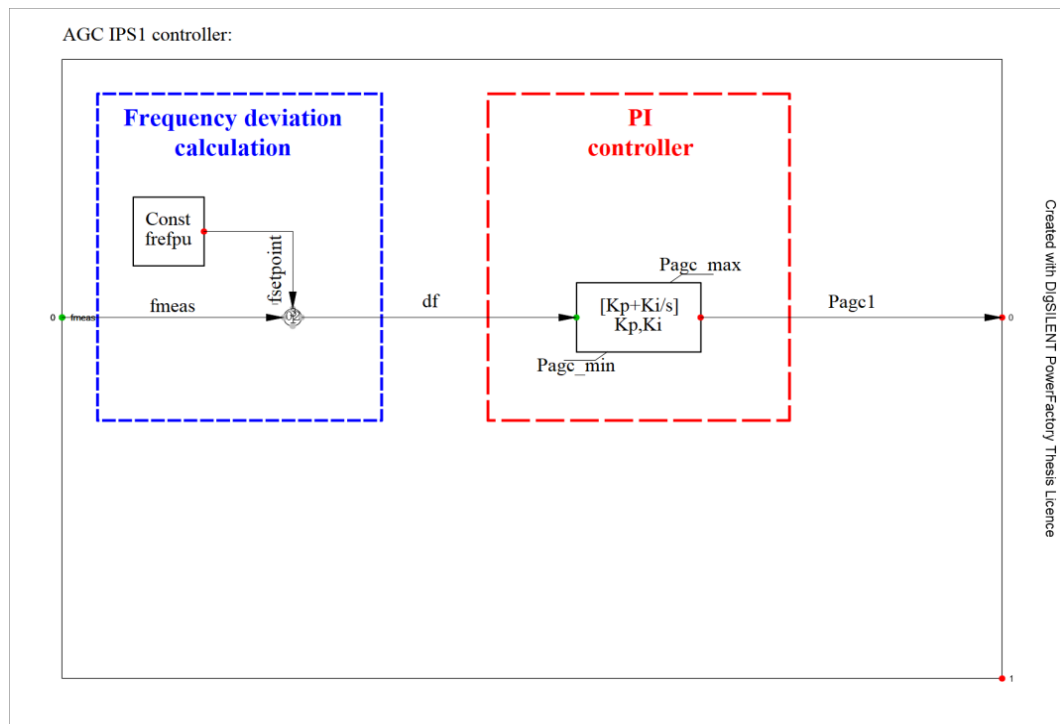 AGC IPS1 controller:
Frequency deviation
calculation
PI
controller
Const
frefpu
fsetpoint
Pagc_max
fmeas
df
[Kp+Ki/s]
Kp,Ki
Pagc1
0
fmeas
0
Pagc_min
1
Created with DIgSILENT PowerFactory Thesis Licence